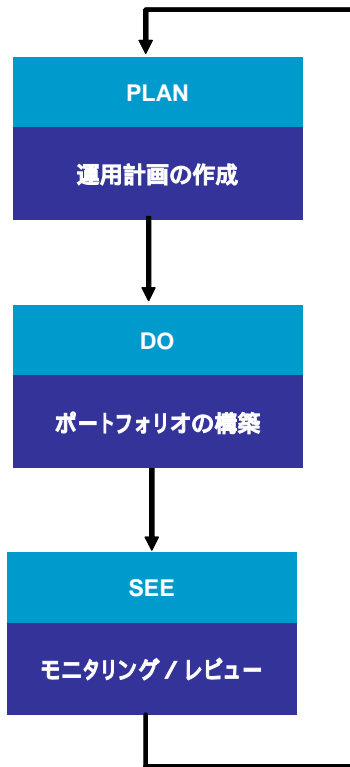 PLAN
運用計画の作成
DO
ポートフォリオの構築
SEE
モニタリング / レビュー